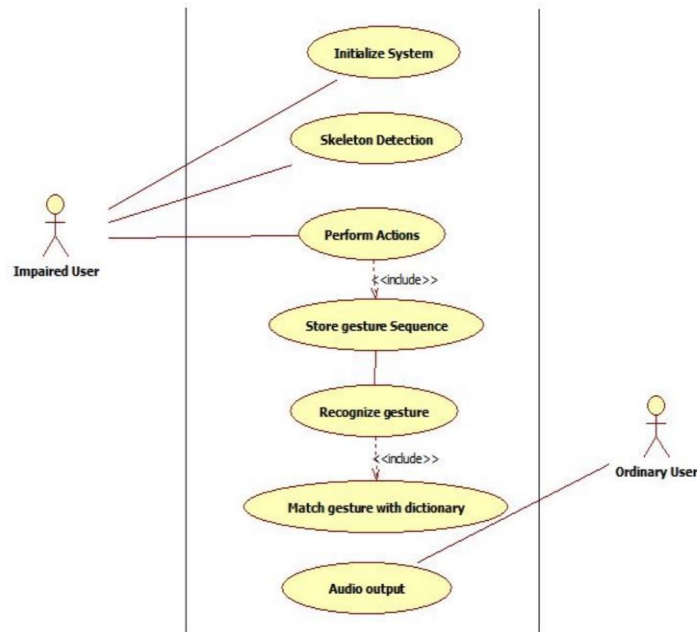 Initialize System
Skeleton Detection
Perform Actions
Impaired User
<<include>>
Store gesture Sequence
Recognize gesture
<<include>>
Ordinary User
Match gesture with dictionary
Audio output